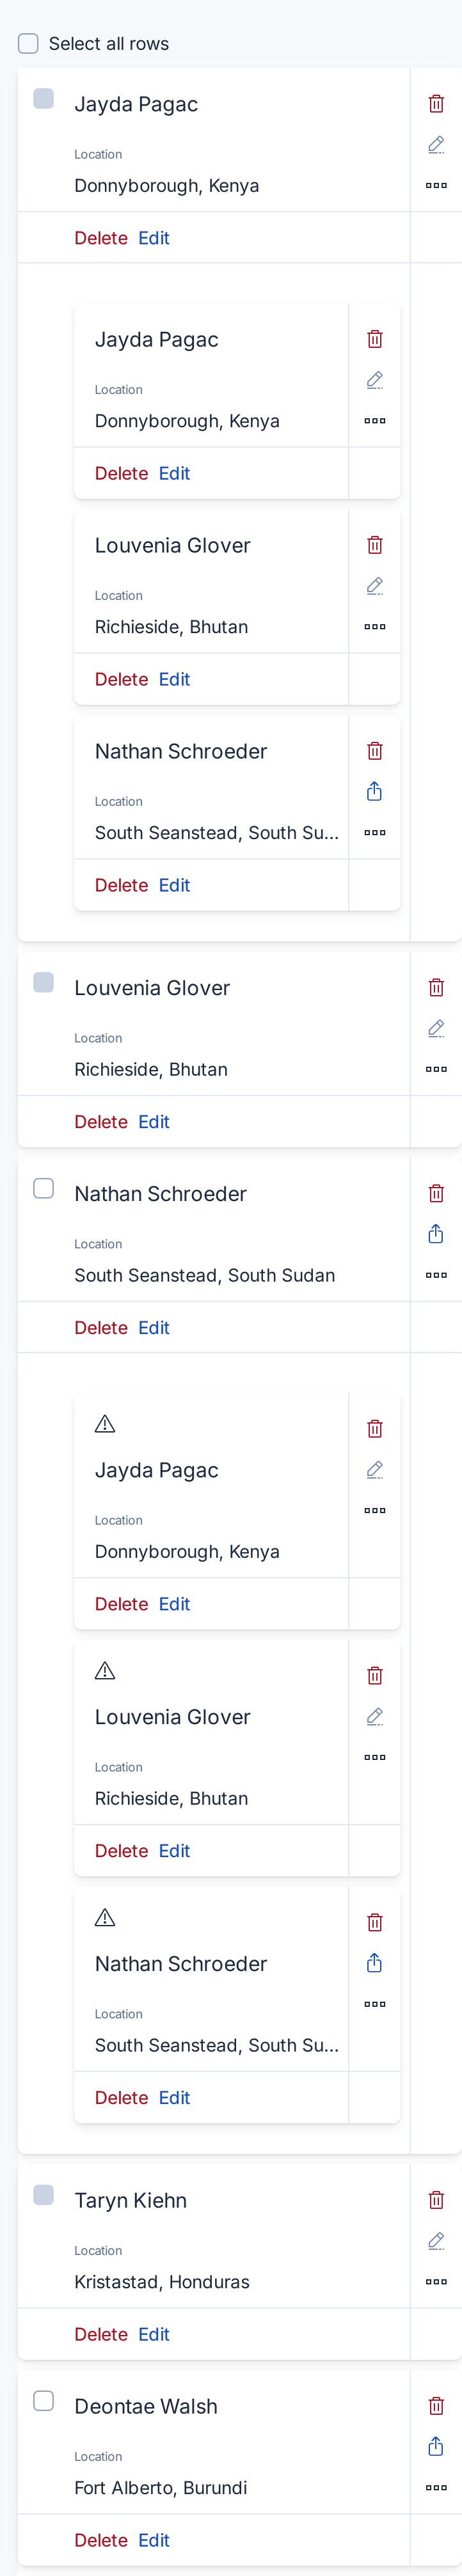 Select all rows
Jayda Pagac
Location
Donnyborough, Kenya
Delete Edit
Jayda Pagac
Location
Donnyborough, Kenya
Delete Edit
Louvenia Glover
Location
Richieside, Bhutan
Delete Edit
Nathan Schroeder
Location
South Seanstead, South Su...
Delete Edit
Louvenia Glover
Location
Richieside, Bhutan
Delete Edit
Nathan Schroeder
Location
South Seanstead, South Sudan
Delete Edit
Jayda Pagac
Location
Donnyborough, Kenya
Delete Edit
Louvenia Glover
Location
Richieside, Bhutan
Delete Edit
Nathan Schroeder
Location
South Seanstead, South Su...
Delete Edit
Taryn Kiehn
Location
Kristastad, Honduras
Delete Edit
Deontae Walsh
Location
Fort Alberto, Burundi
Delete Edit